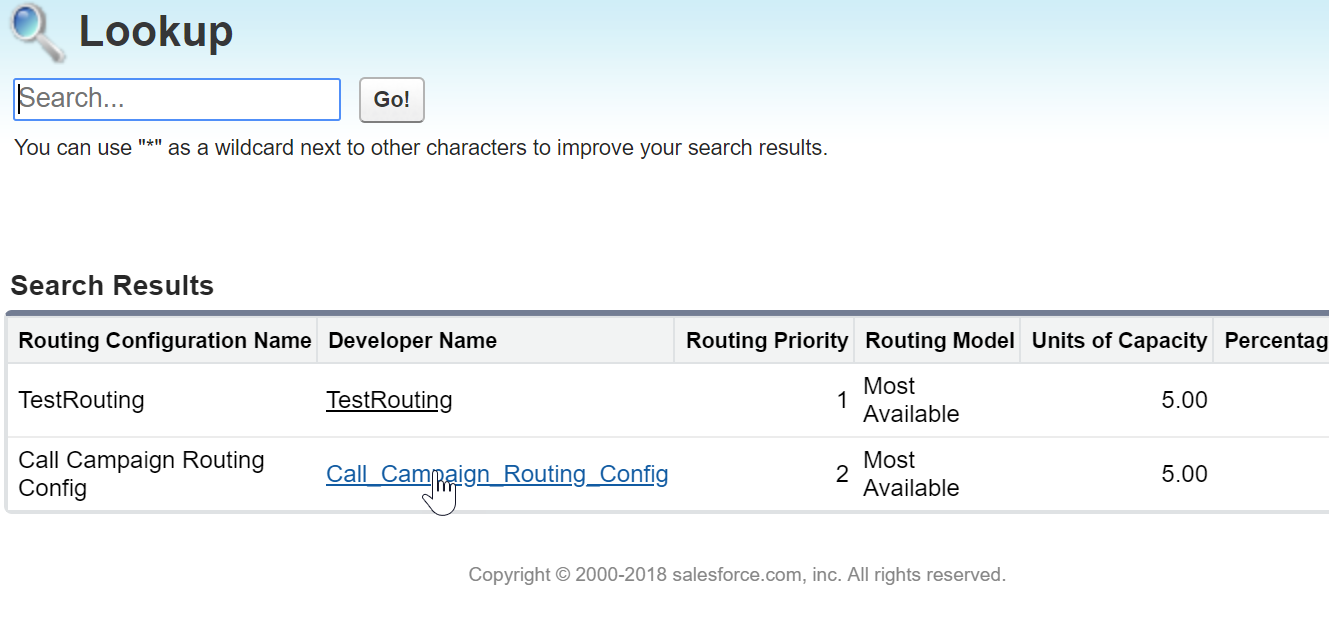 Lookup
Search...
Go!
You can use "*" as a wildcard next to other characters to improve your search results.
Search Results
Routing Configuration Name Developer Name Routing Priority Routing Model Units of Capacity Percentag
TestRouting TestRouting 1 Most
Available 5.00
Call Campaign Routing
Config Call_Campaign_Routing_Config 2 Most
Available 5.00
Copyright © 2000-2018 salesforce.com, inc. All rights reserved.